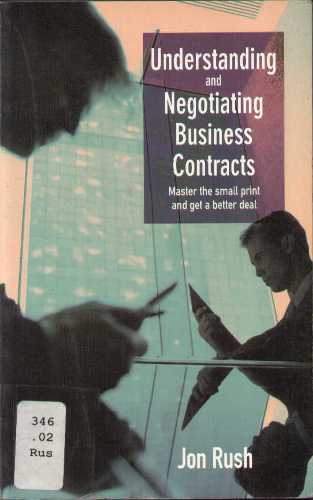 Understanding
and
Negotiating
Business
Contracts
Master the small print
and get a better deal
346
.02
Rus
Jon Rush